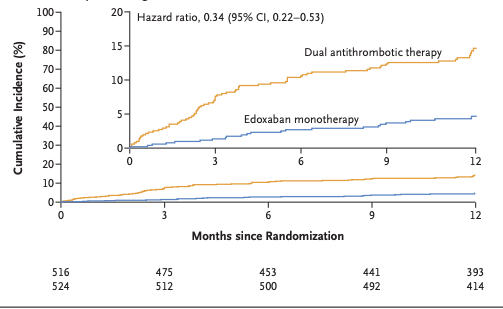 100
90
80
70
60
50
40
30
20
10
0
Cumulative Incidence (%)
20
15
10
5
0
Hazard ratio, 0.34 (95% CI, 0.22–0.53)
Dual antithrombotic therapy
Edoxaban monotherapy
0 3 6 9 12
0 3 6 9 12
Months since Randomization
516 475 453 441 393
524 512 500 492 414